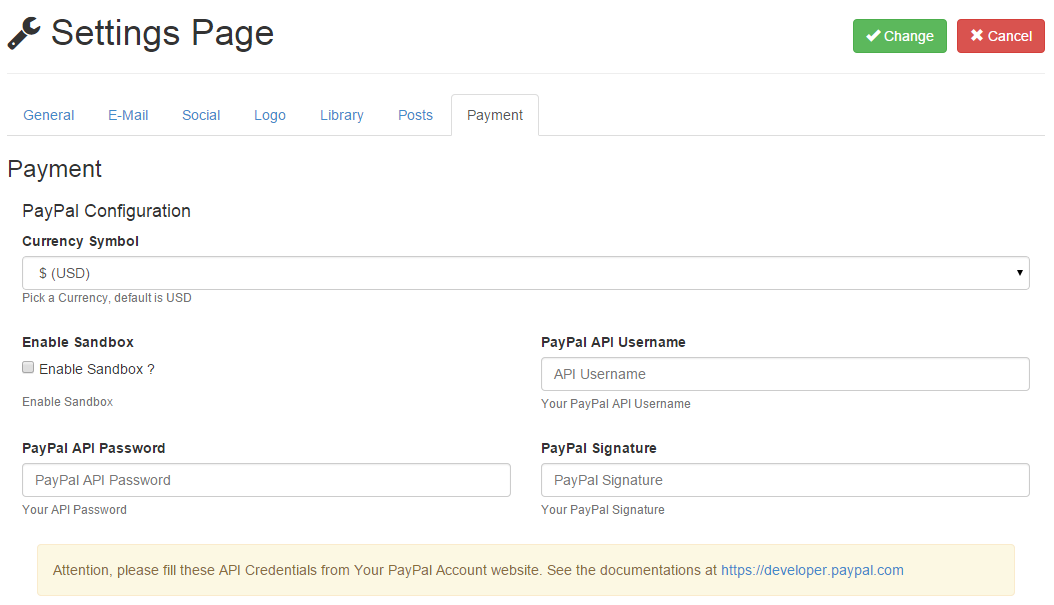 Settings Page
Change Cancel
General E-Mail Social Logo Library Posts Payment
Payment
PayPal Configuration
Currency Symbol
$ (USD)
Pick a Currency, default is USD
Enable Sandbox PayPal API Username
Enable Sandbox ? API Username
Enable Sandbox Your PayPal API Username
PayPal API Password PayPal Signature
PayPal API Password PayPal Signature
Your API Password Your PayPal Signature
Attention, please fill these API Credentials from Your PayPal Account website. See the documentations at https://developer.paypal.com